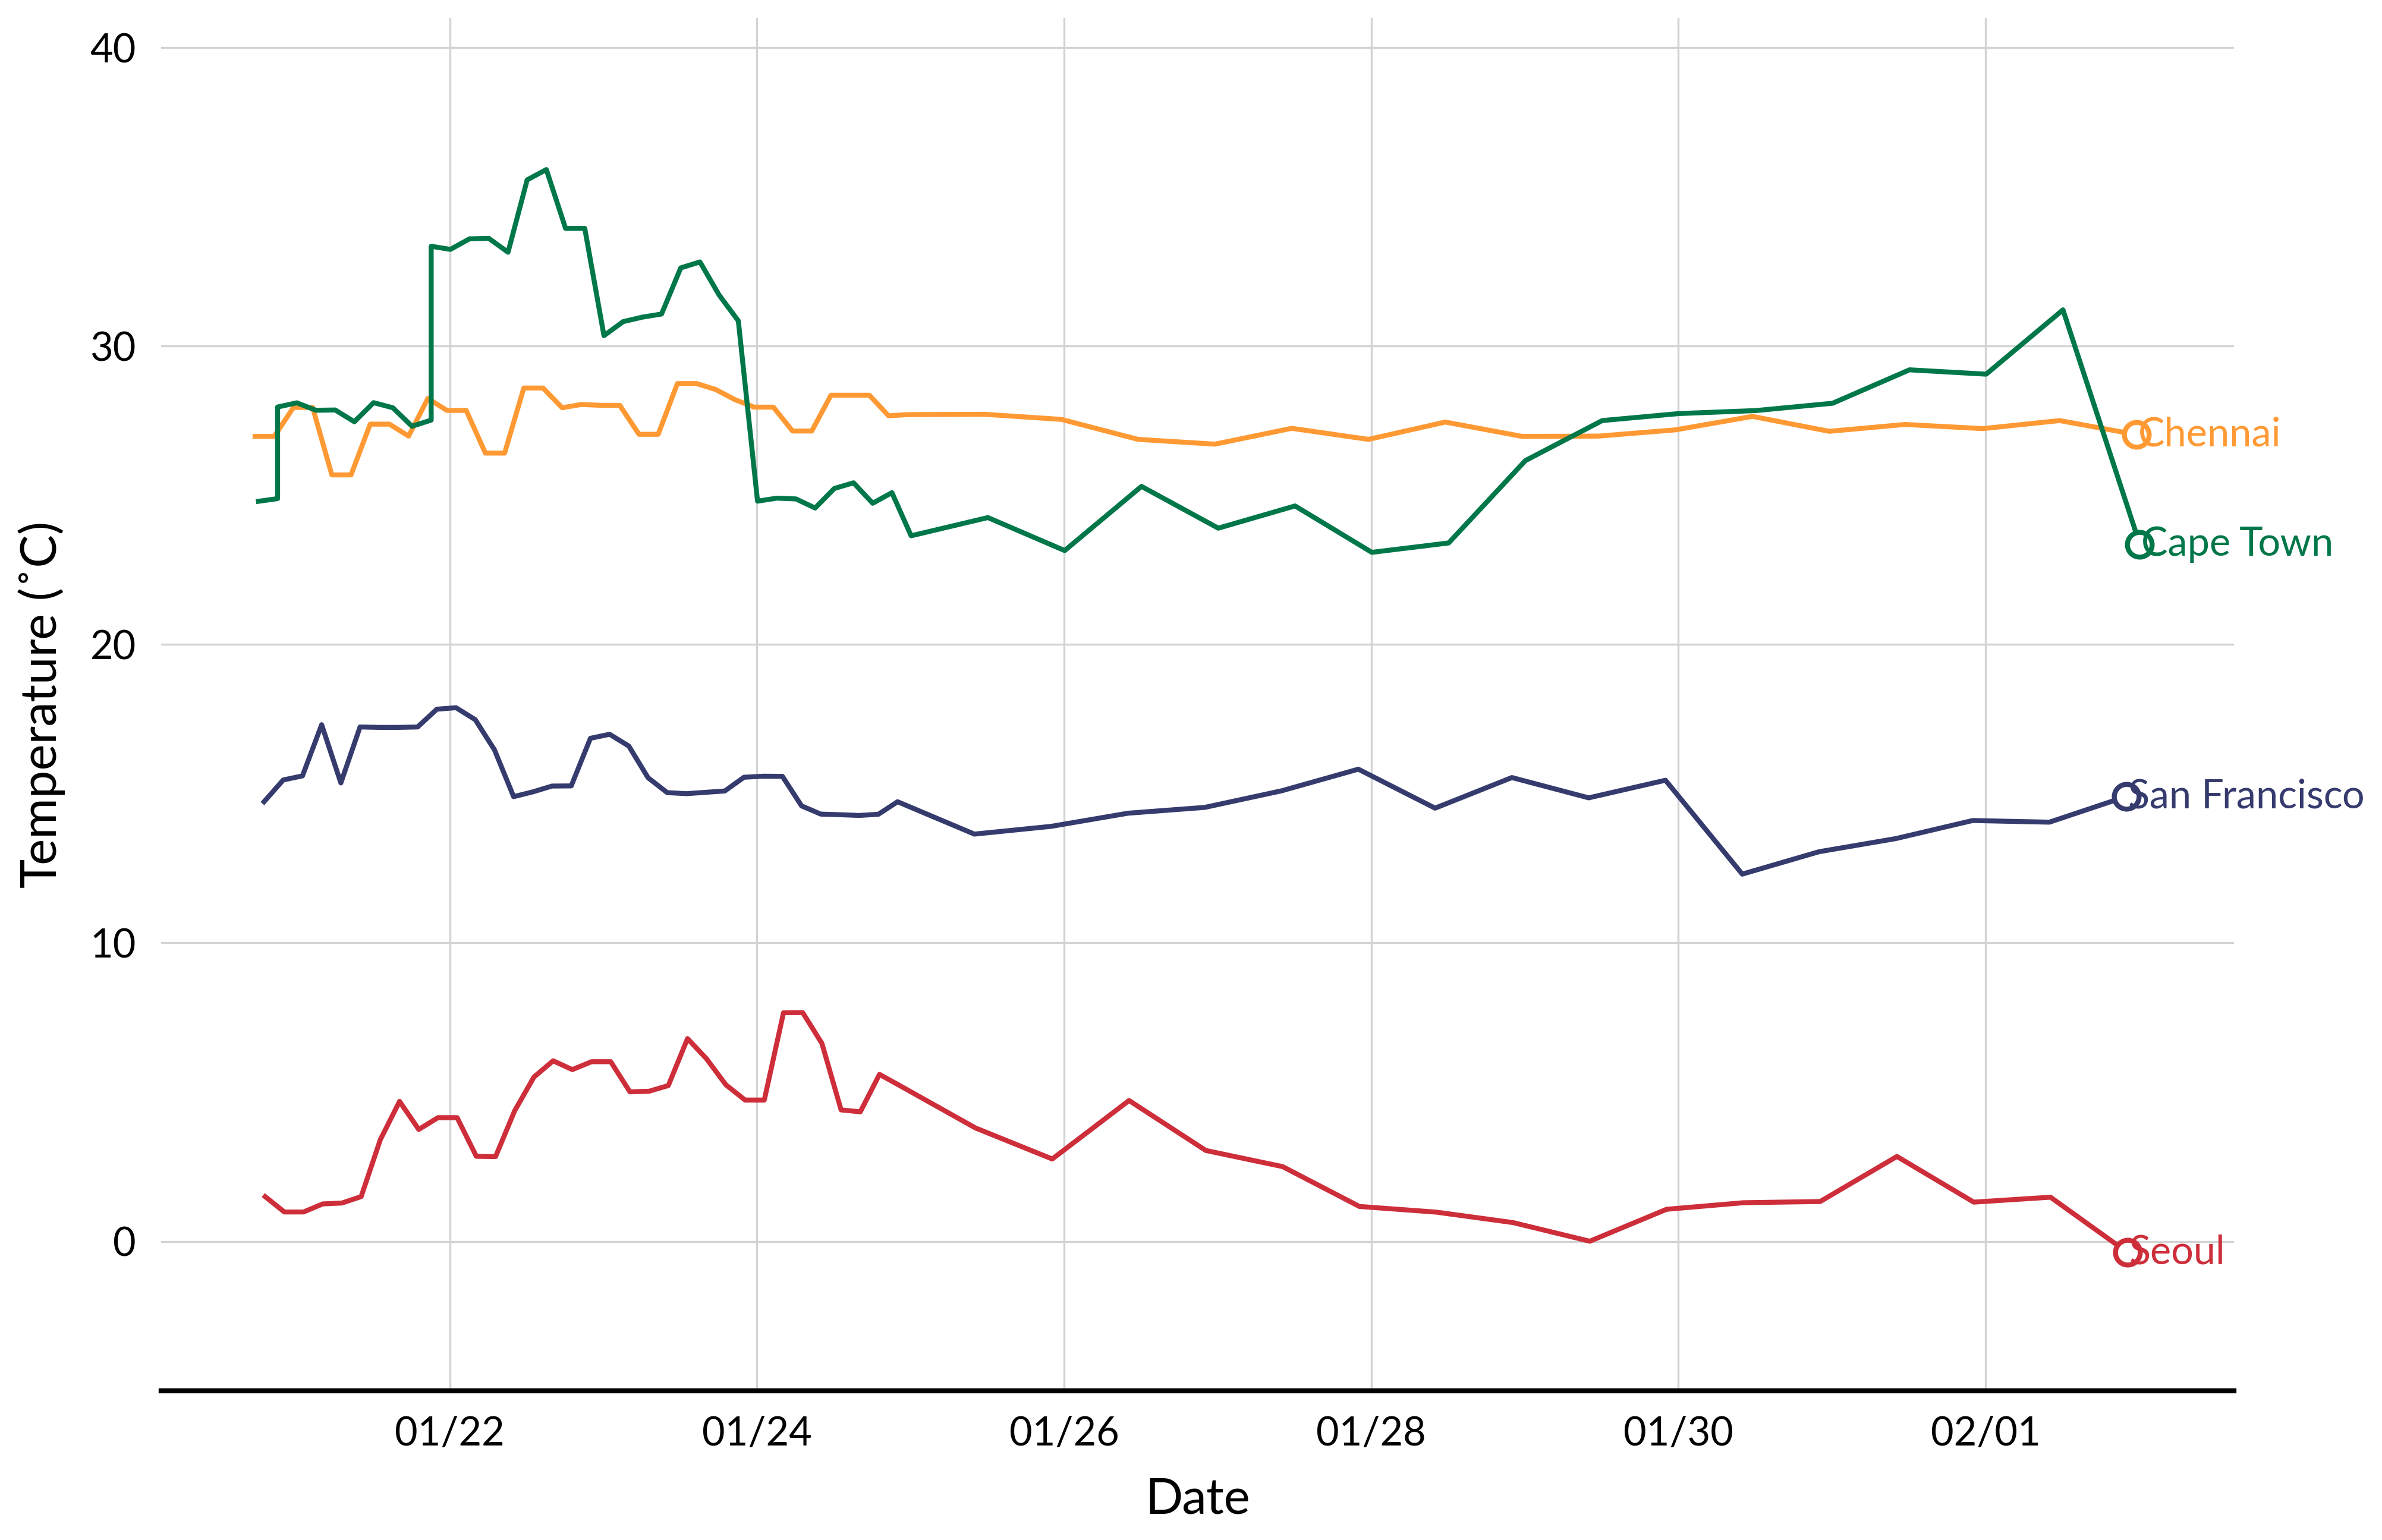 40
30
20
10
0
Temperature (°C)
Chennai
Cape Town
San Francisco
Seoul
01/22 01/24 01/26 01/28 01/30 02/01
Date